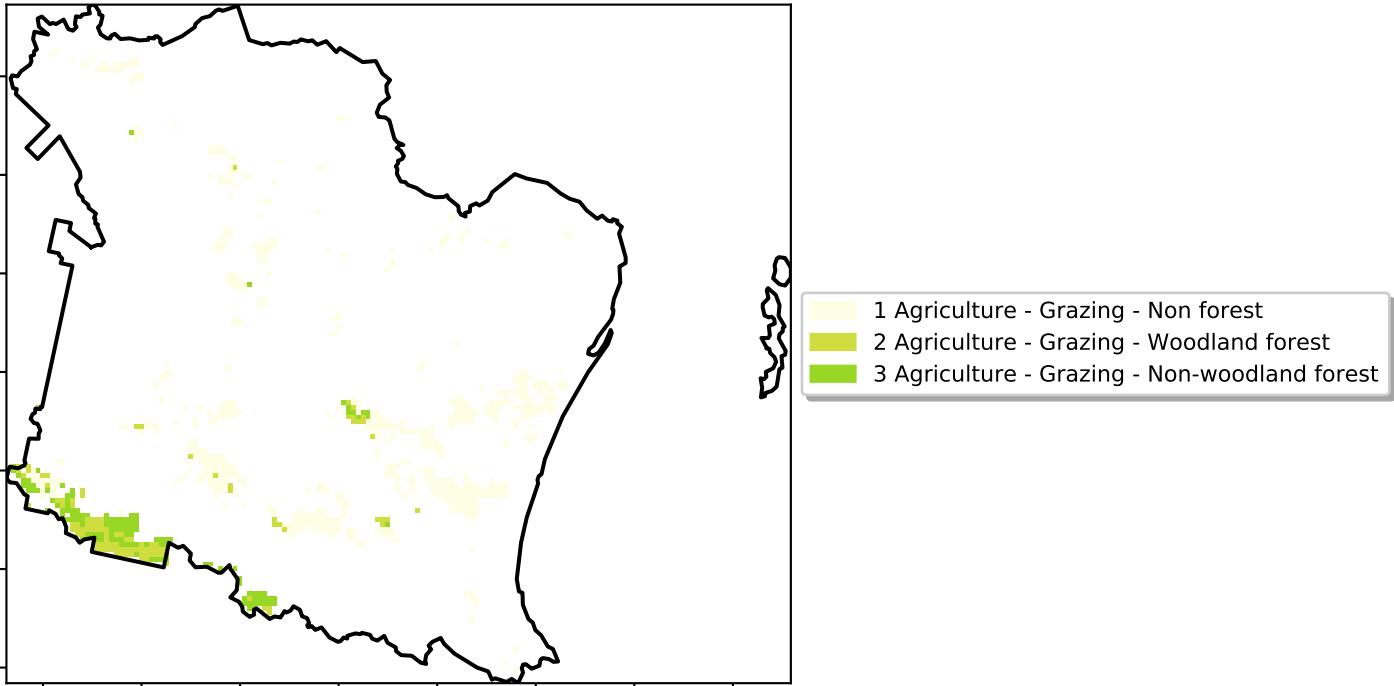 1 Agriculture - Grazing - Non forest
2 Agriculture - Grazing - Woodland forest
3 Agriculture - Grazing - Non-woodland forest